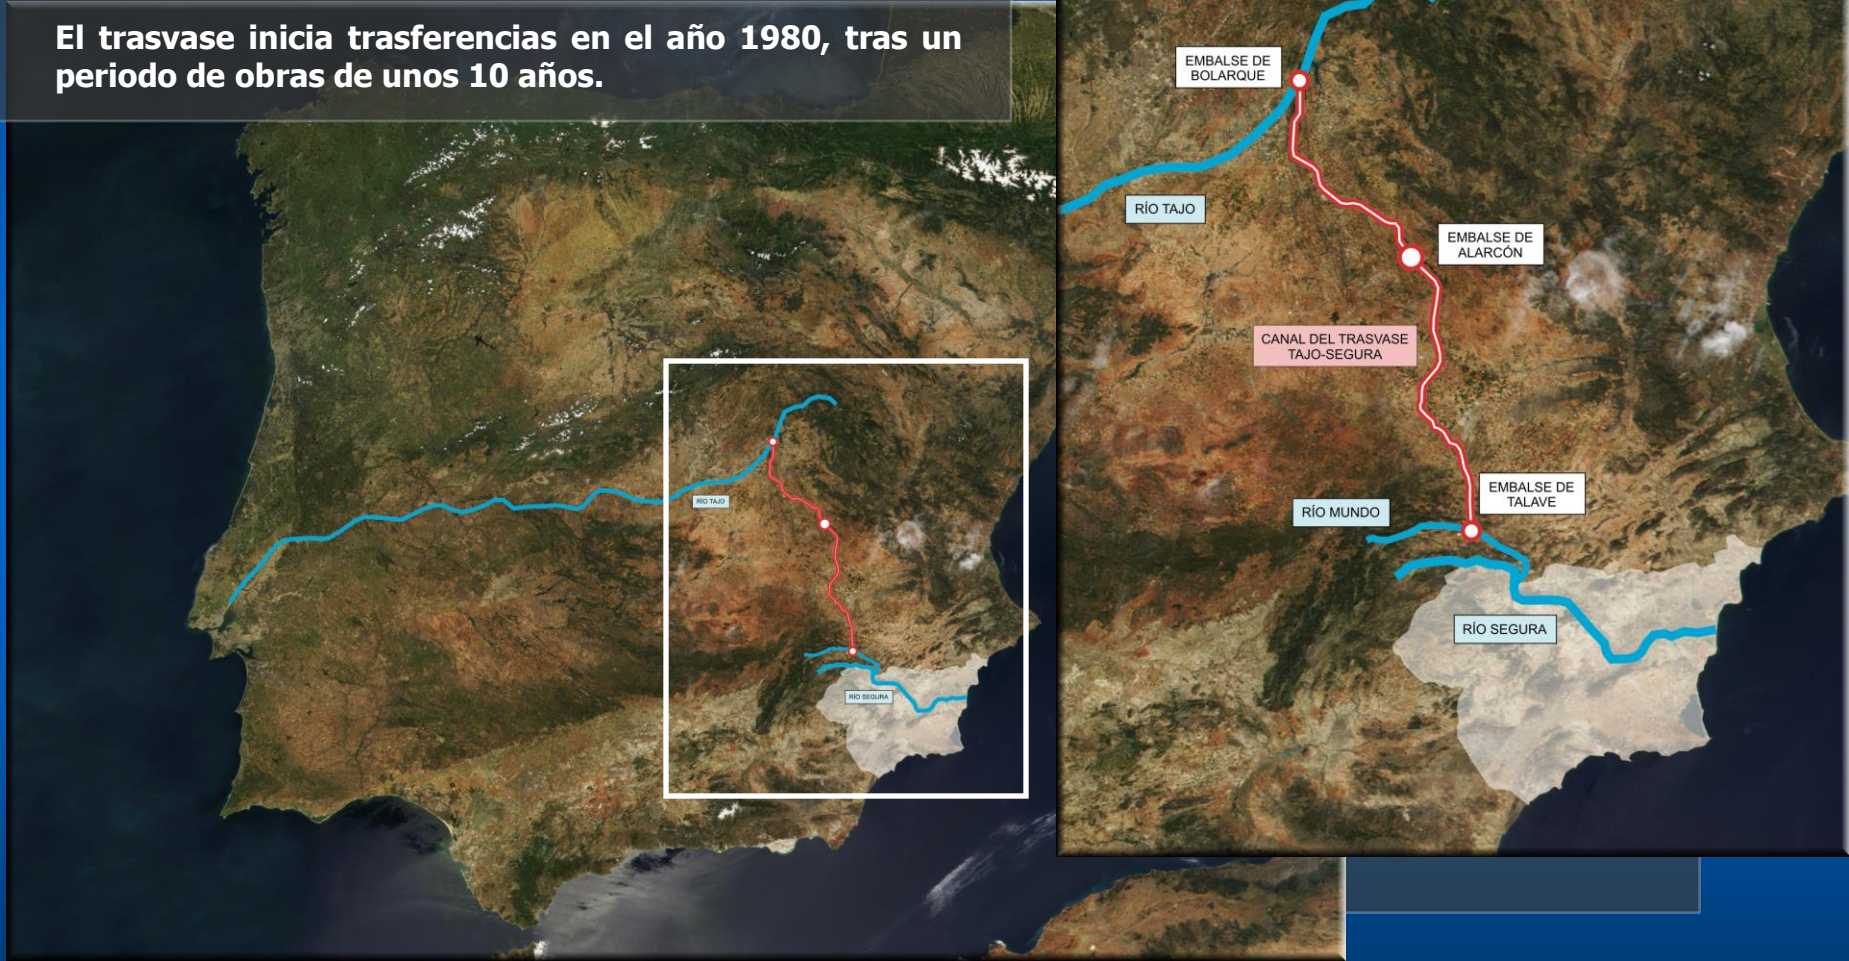 El trasvase inicia trasferencias en el año 1980, tras un
periodo de obras de unos 10 años.
RÍO TAJO
RÍO SEGURA
EMBALSE DE
BOLARQUE
RÍO TAJO
EMBALSE DE
ALARCÓN
CANAL DEL TRASVASE
TAJO-SEGURA
EMBALSE DE
TALAVE
RÍO MUNDO
RÍO SEGURA